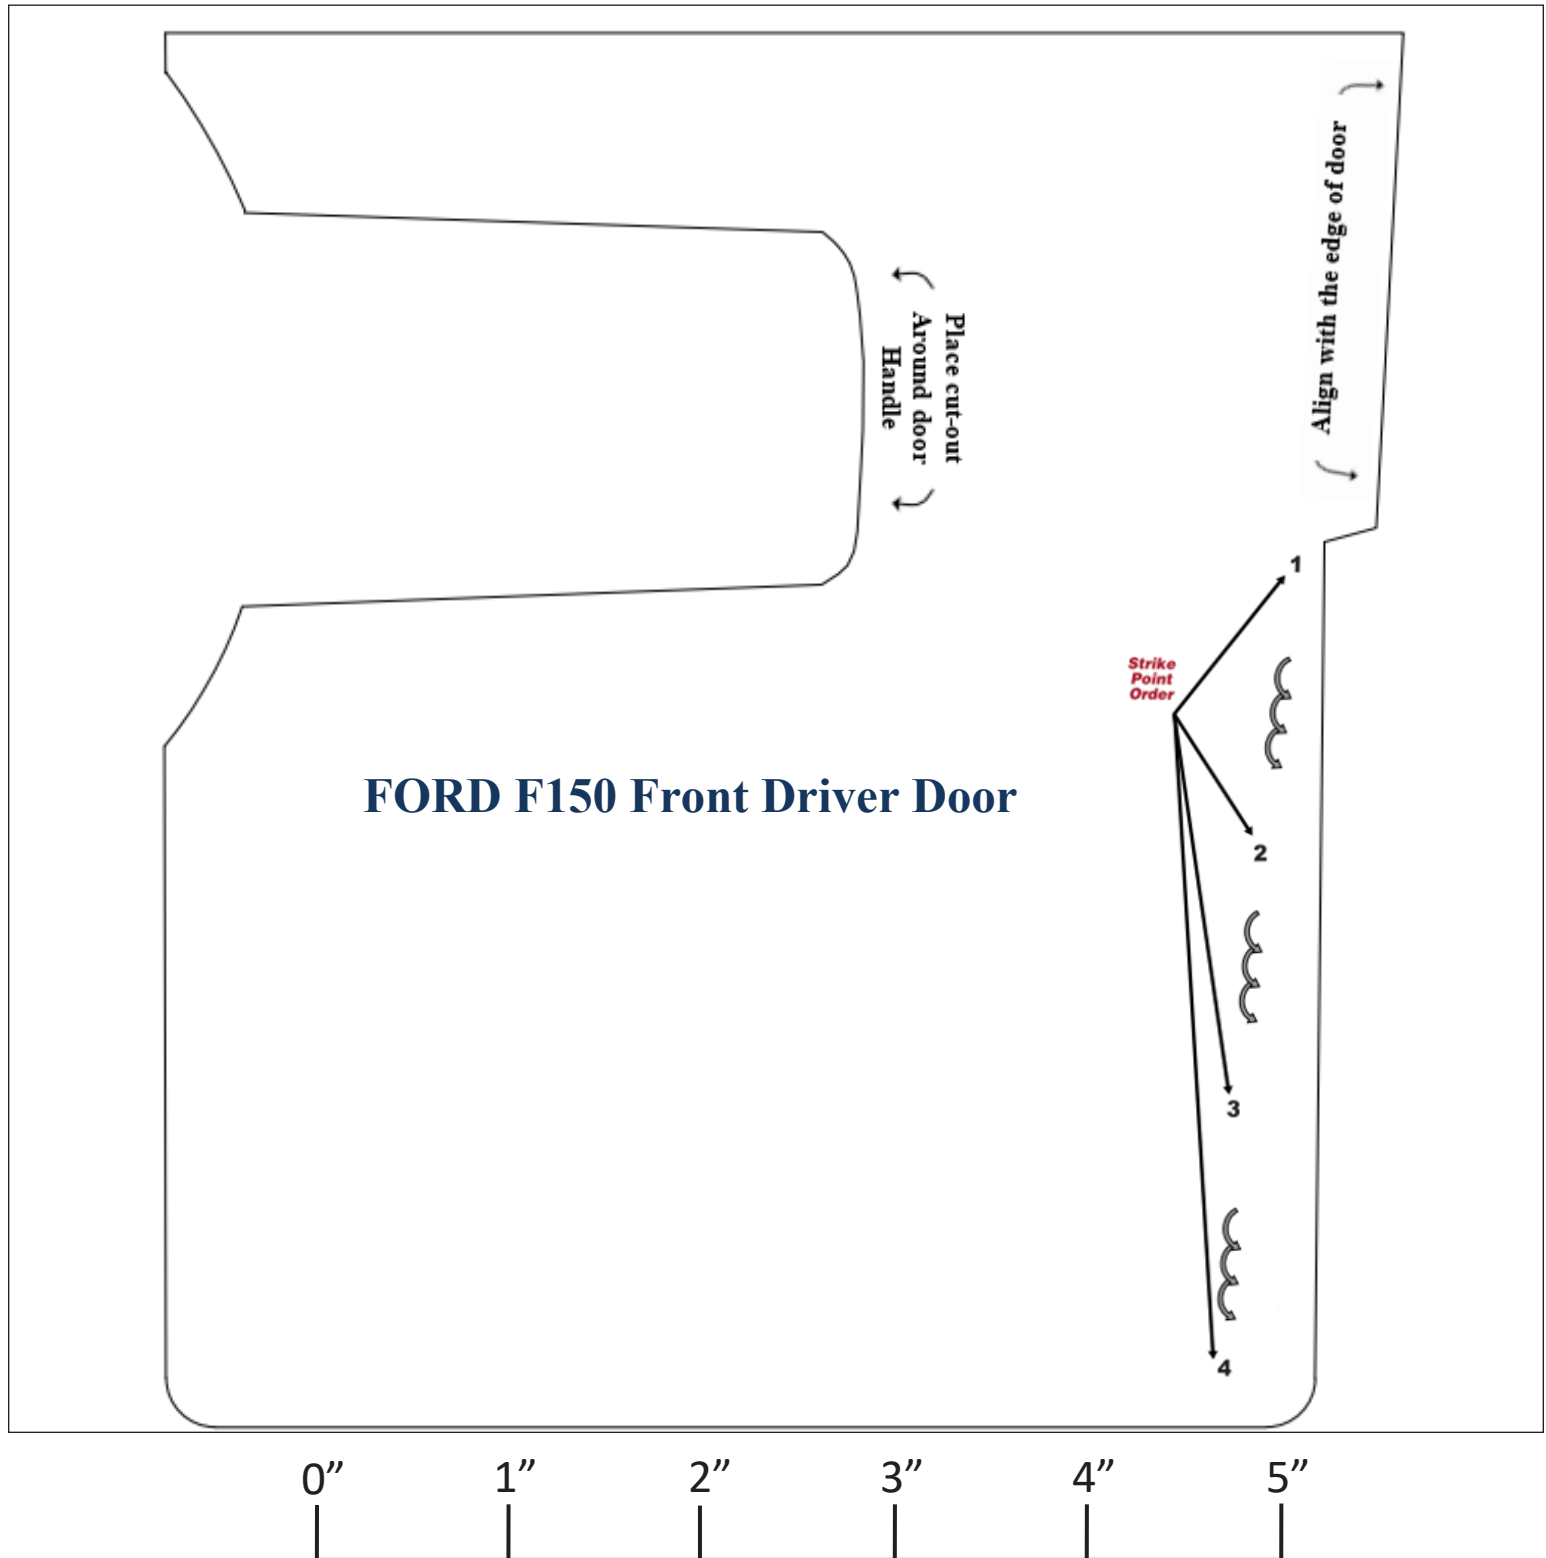 Align with the edge of door
Place cut-out
Around door
Handle
1
Strike
Point
Order
FORD F150 Front Driver Door
2
3
4
0” 1” 2” 3” 4” 5”